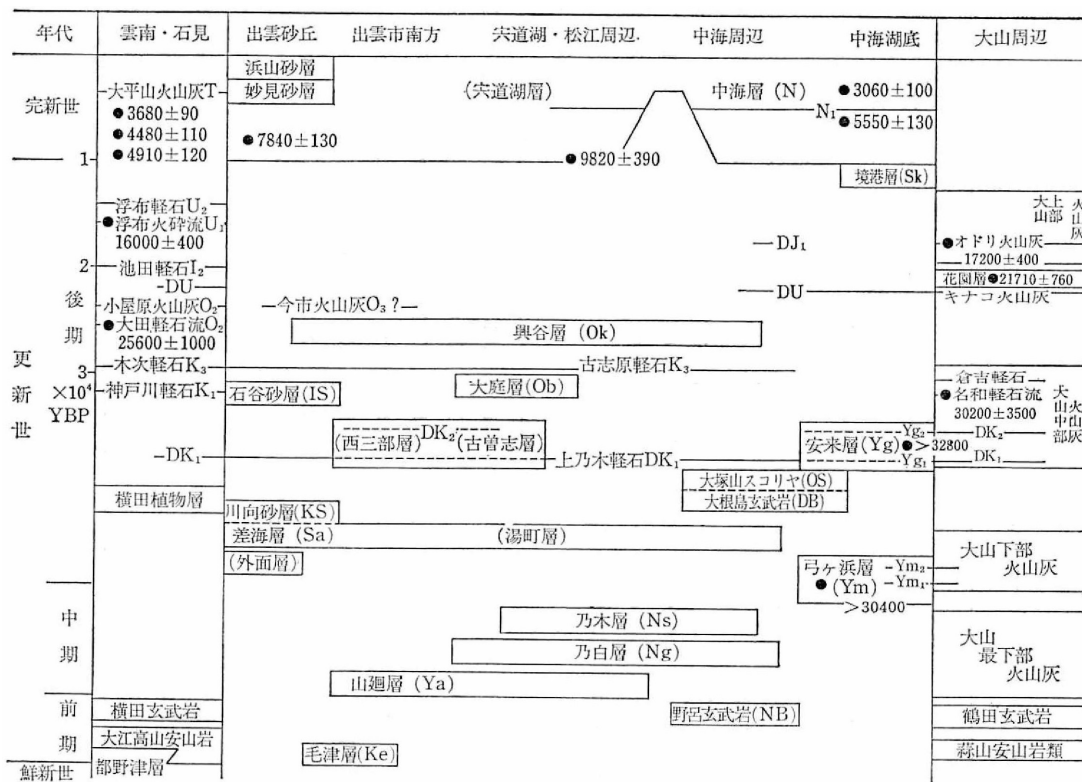 年代
雲南・石見
出雲砂丘
出雲市南方
宍道湖・松江周辺
中海周辺
中海湖底
大山周辺
完新世
1
2
3
×10⁴
YBP
更新世
後期
中期
前期
鮮新世
大平山火山灰T
●3680±90
●4480±110
●4910±120
浮布軽石U₂
●浮布火砕流U₁
16000±400
池田軽石I₂
DU
小屋原火山灰O₂
●大田軽石流O₂
25600±1000
木次軽石K₃
神戸川軽石K₁
DK₁
横田植物層
横田玄武岩
大江高山安山岩
都野津層
浜山砂層
妙見砂層
●7840±130
(宍道湖層)
●9820±390
中海層 (N)
N₁
●3060±100
●5550±130
境港層(Sk)
DJ₁
DU
今市火山灰O₃?
興谷層 (Ok)
古志原軽石K₃
石谷砂層(IS)
大庭層(Ob)
DK₂
(西三部層)
(古曽志層)
上乃木軽石DK₁
Yg₂
安来層(Yg)●>32800
Yg₁
大塚山スコリヤ(OS)
大根島玄武岩(DB)
川向砂層(KS)
差海層 (Sa)
(湯町層)
(外面層)
弓ヶ浜層
Ym₂
●(Ym)
Ym₁
>30400
乃木層 (Ns)
乃白層 (Ng)
山廻層 (Ya)
野呂玄武岩(NB)
毛津層(Ke)
大山上部火山灰
●オドリ火山灰
17200±400
花園層●21710±760
キナコ火山灰
倉吉軽石
●名和軽石流
30200±3500
大山中部火山灰
DK₂
DK₁
大山下部
火山灰
大山
最下部
火山灰
鶴田玄武岩
蒜山安山岩類